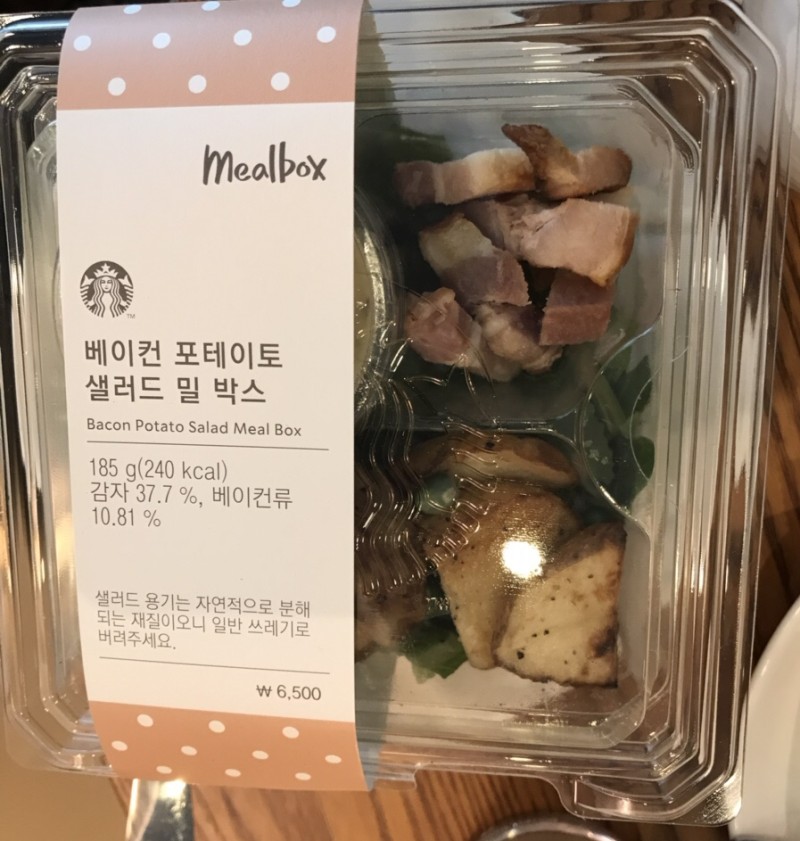 Mealbox
TM
베이컨 포테이토
샐러드 밀 박스
Bacon Potato Salad Meal Box
185 g(240 kcal)
감자 37.7 %, 베이컨류
10.81 %
샐러드 용기는 자연적으로 분해
되는 재질이오니 일반 쓰레기로
버려주세요.
₩ 6,500